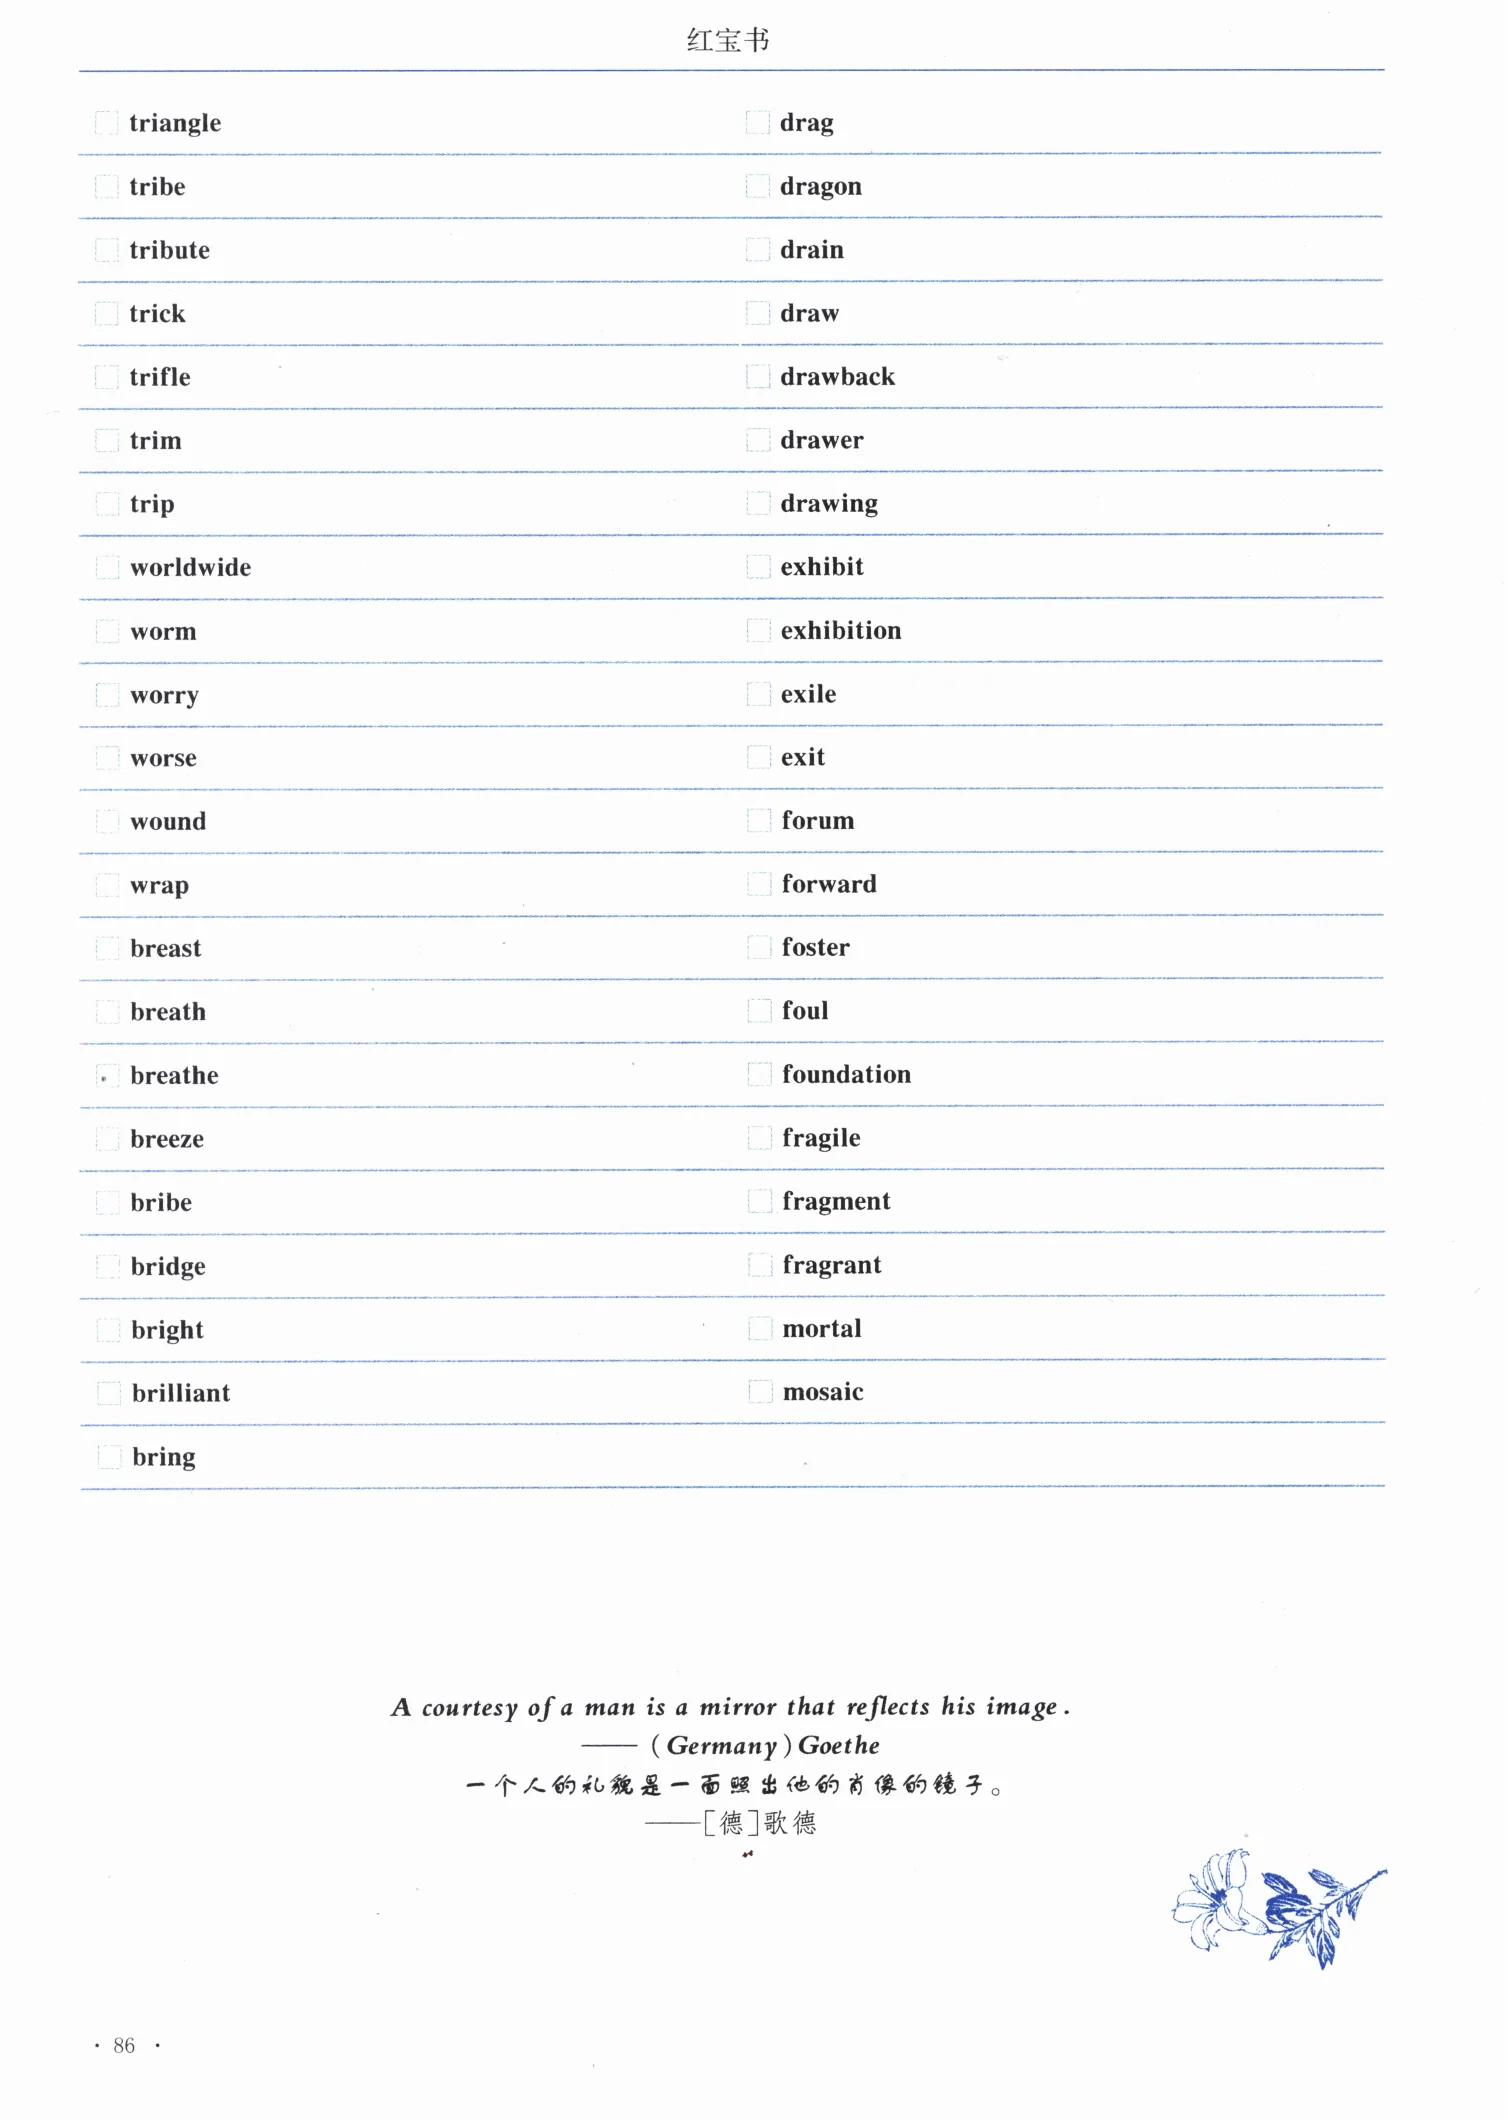 红宝书
triangle
tribe
tribute
trick
trifle
trim
trip
worldwide
worm
worry
worse
wound
wrap
breast
breath
breathe
breeze
bribe
bridge
bright
brilliant
bring
drag
dragon
drain
draw
drawback
drawer
drawing
exhibit
exhibition
exile
exit
forum
forward
foster
foul
foundation
fragile
fragment
fragrant
mortal
mosaic
A courtesy of a man is a mirror that reflects his image.
——(Germany)Goethe
一个人的礼貌是一面照出他的肖像的镜子。
——[德]歌德
· 86 ·